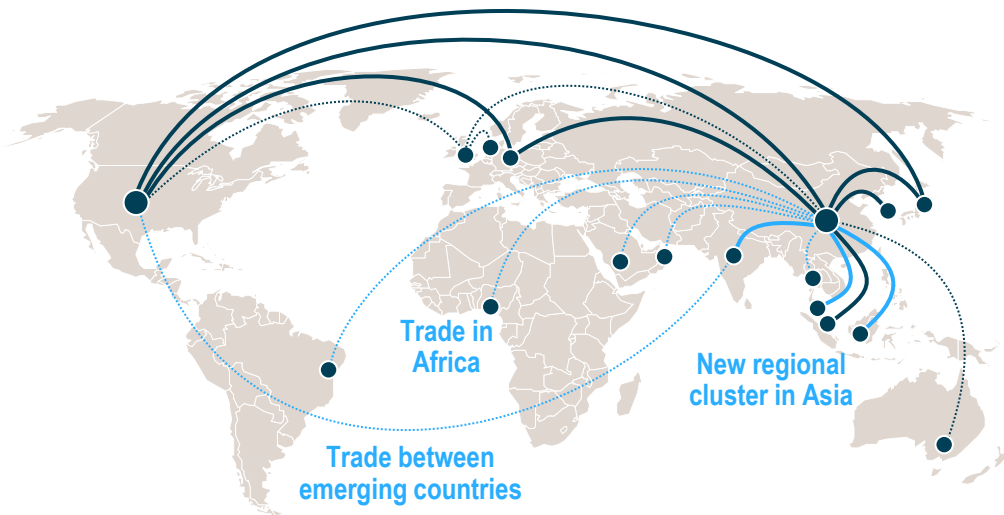 Trade in
Africa
New regional
cluster in Asia
Trade between
emerging countries